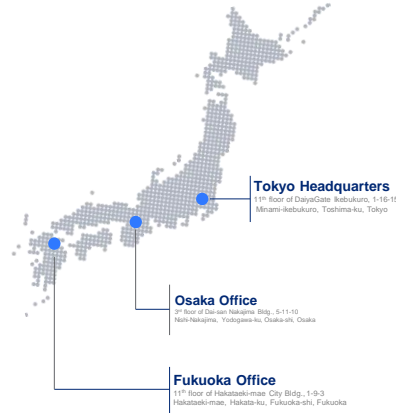 Tokyo Headquarters
11th floor of DaiyaGate Ikebukuro, 1-16-15
Minami-ikebukuro, Toshima-ku, Tokyo
Osaka Office
3rd floor of Dai-san Nakajima Bldg., 5-11-10
Nishi-Nakajima, Yodogawa-ku, Osaka-shi, Osaka
Fukuoka Office
11th floor of Hakataeki-mae City Bldg., 1-9-3
Hakataeki-mae, Hakata-ku, Fukuoka-shi, Fukuoka